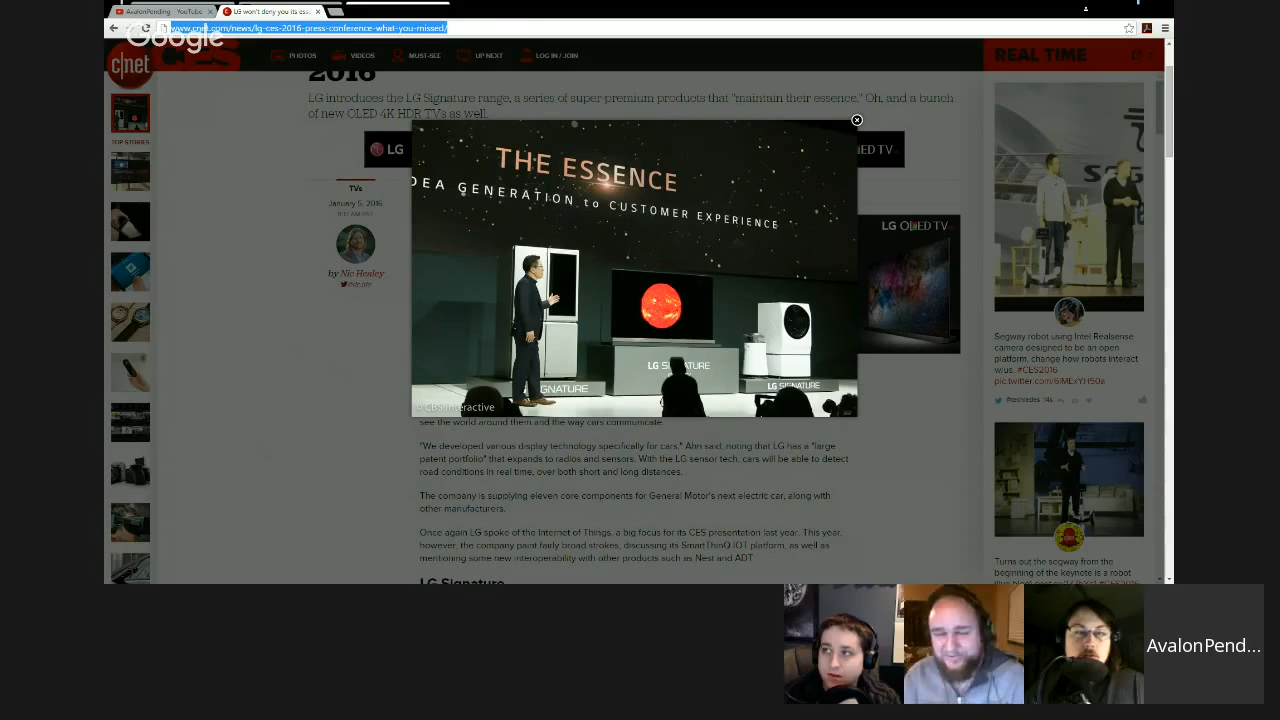 AvalonPending - YouTube
LG won't deny you its ess
www.cnet.com/news/lg-ces-2016-press-conference-what-you-missed/
Google
c|net
CES
PHOTOS
VIDEOS
MUST-SEE
UP NEXT
LOG IN / JOIN
REAL TIME
2016
LG introduces the LG Signature range, a series of super-premium products that "maintain their essence." Oh, and a bunch
of new OLED 4K HDR TVs as well.
TOP STORIES
LG
ED TV
TVs
January 5, 2016
by Nic Healey
THE ESSENCE
DEA GENERATION to CUSTOMER EXPERIENCE
LG SIGNATURE
LG SIGNATURE
© CBS Interactive
LG OLED TV
see the world around them and the way cars communicate.
"We developed various display technology specifically for cars," Ahn said, noting that LG has a "large
patent portfolio" that expands to radios and sensors. With the LG sensor tech, cars will be able to detect
road conditions in real time, over both short and long distances.
The company is supplying eleven core components for General Motor's next electric car, along with
other manufacturers.
Once again LG spoke of the Internet of Things, a big focus for its CES presentation last year. This year,
however, the company paint fairly broad strokes, discussing its SmartThinQ IOT platform, as well as
mentioning some new interoperability with other products such as Nest and ADT.
LG Signature
Segway robot using Intel Realsense
camera designed to be an open
platform, change how robots interact
w/us. #CES2016
@techiedes 14s
Turns out the segway from the
beginning of the keynote is a robot
AvalonPend...